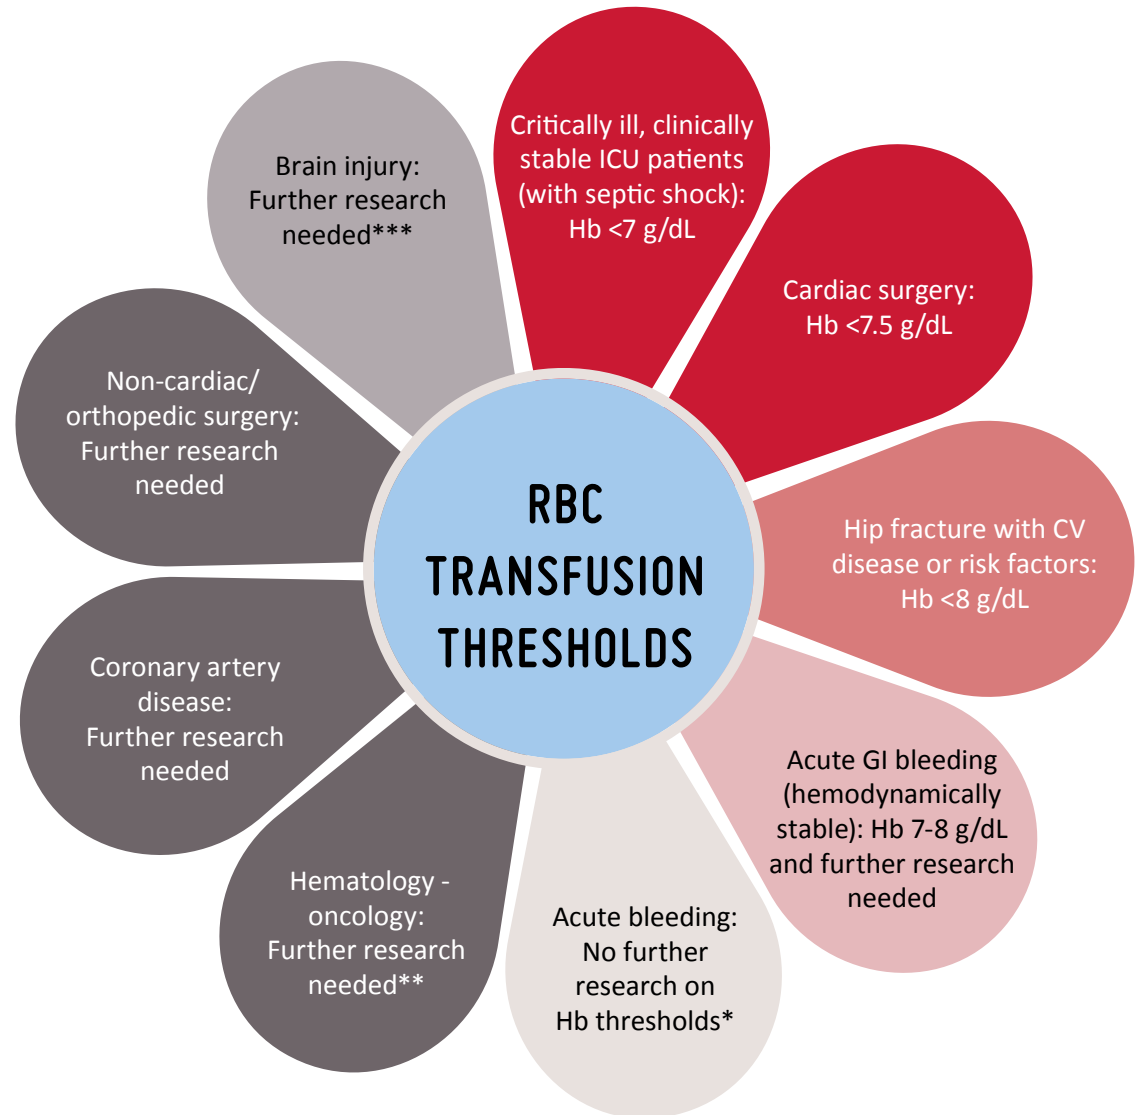 RBC
TRANSFUSION
THRESHOLDS
Critically ill, clinically
stable ICU patients
(with septic shock):
Hb <7 g/dL
Cardiac surgery:
Hb <7.5 g/dL
Hip fracture with CV
disease or risk factors:
Hb <8 g/dL
Acute GI bleeding
(hemodynamically
stable): Hb 7-8 g/dL
and further research
needed
Acute bleeding:
No further
research on
Hb thresholds*
Hematology -
oncology:
Further research
needed**
Coronary artery
disease:
Further research
needed
Non-cardiac/
orthopedic surgery:
Further research
needed
Brain injury:
Further research
needed***